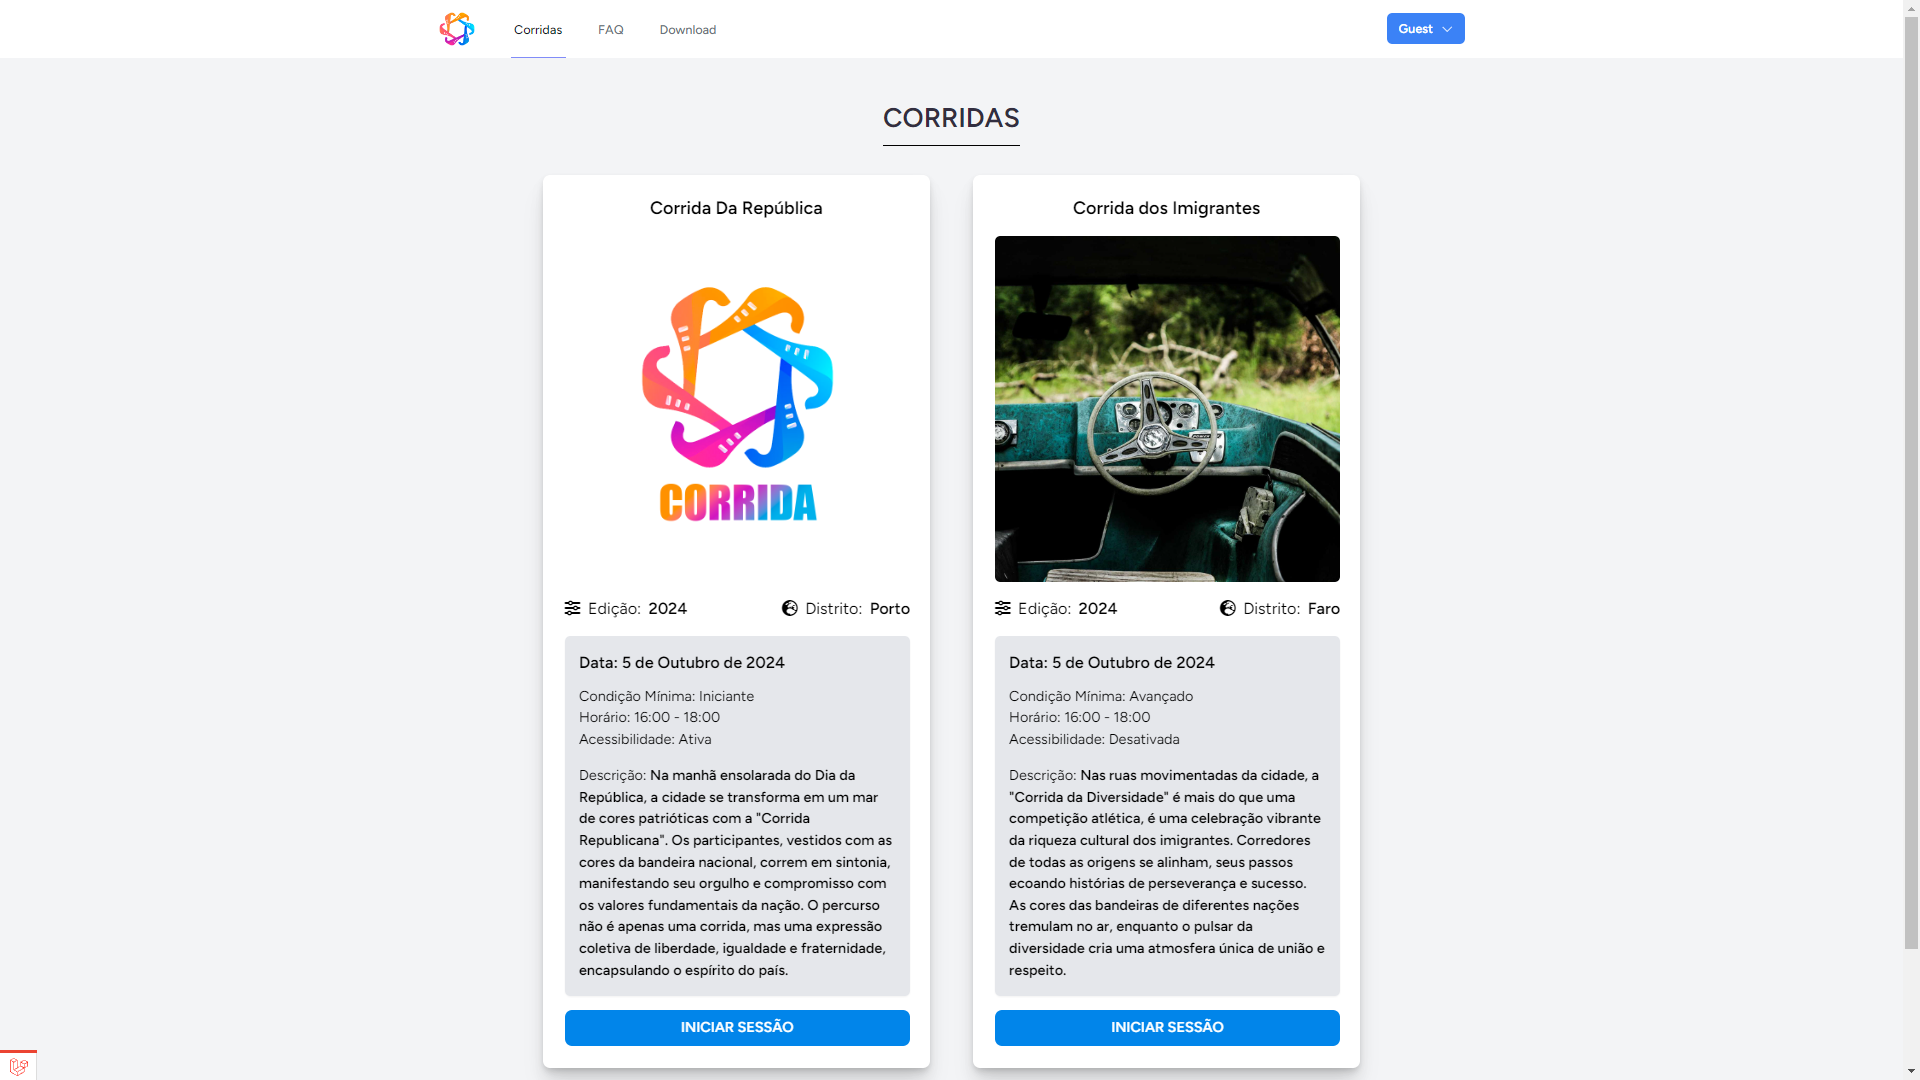 Corridas FAQ Download Guest
CORRIDAS
Corrida Da República
CORRIDA
Edição: 2024 Distrito: Porto
Data: 5 de Outubro de 2024
Condição Mínima: Iniciante
Horário: 16:00 - 18:00
Acessibilidade: Ativa
Descrição: Na manhã ensolarada do Dia da
República, a cidade se transforma em um mar
de cores patrióticas com a "Corrida
Republicana". Os participantes, vestidos com as
cores da bandeira nacional, correm em sintonia,
manifestando seu orgulho e compromisso com
os valores fundamentais da nação. O percurso
não é apenas uma corrida, mas uma expressão
coletiva de liberdade, igualdade e fraternidade,
encapsulando o espírito do país.
INICIAR SESSÃO
Corrida dos Imigrantes
Edição: 2024 Distrito: Faro
Data: 5 de Outubro de 2024
Condição Mínima: Avançado
Horário: 16:00 - 18:00
Acessibilidade: Desativada
Descrição: Nas ruas movimentadas da cidade, a
"Corrida da Diversidade" é mais do que uma
competição atlética, é uma celebração vibrante
da riqueza cultural dos imigrantes. Corredores
de todas as origens se alinham, seus passos
ecoando histórias de perseverança e sucesso.
As cores das bandeiras de diferentes nações
tremulam no ar, enquanto o pulsar da
diversidade cria uma atmosfera única de união e
respeito.
INICIAR SESSÃO